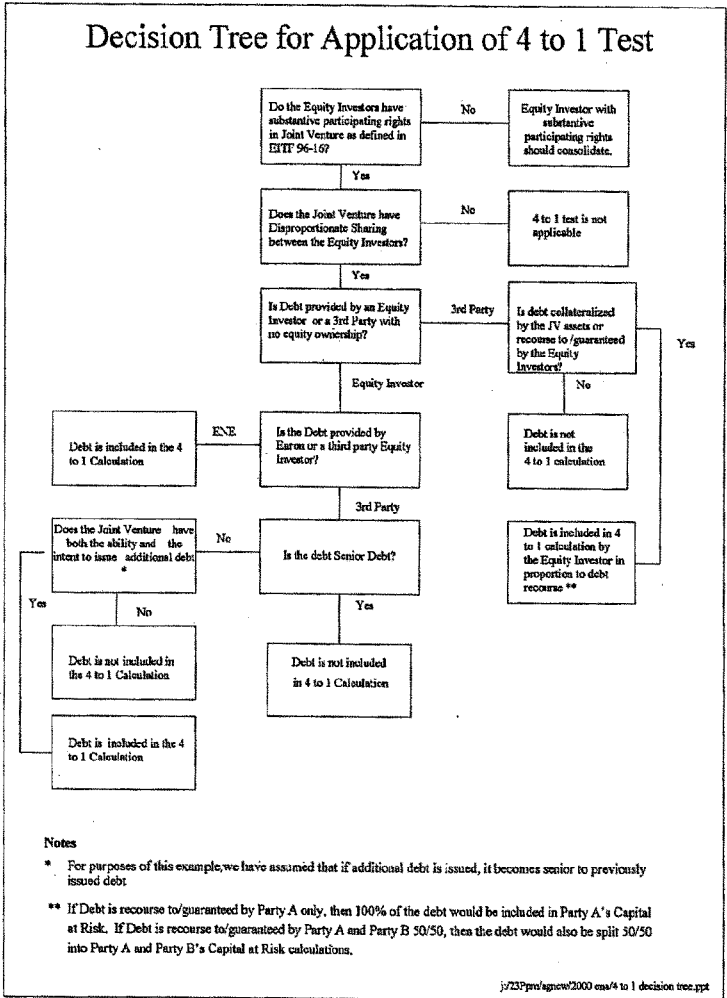 Decision Tree for Application of 4 to 1 Test
Do the Equity Investors have
substantive participating rights
in Joint Venture as defined in
EITF 96-16?
No
Equity Investor with
substantive
participating rights
should consolidate.
Yes
Does the Joint Venture have
Disproportionate Sharing
between the Equity Investors?
No
4 to 1 test is not
applicable
Yes
Is Debt provided by an Equity
Investor or a 3rd Party with
no equity ownership?
3rd Party
Is debt collateralized
by the JV assets or
recourse to /guaranteed
by the Equity
Investors?
Yes
Equity Investor
No
Debt is included in the 4
to 1 Calculation
ENE
Is the Debt provided by
Enron or a third party Equity
Investor?
Debt is not
included in the
4 to 1 calculation
3rd Party
Does the Joint Venture have
both the ability and the
intent to issue additional debt
*
No
Is the debt Senior Debt?
Debt is included in 4
to 1 calculation by
the Equity Investor in
proportion to debt
recourse **
Yes
No
Yes
Debt is not included in
the 4 to 1 Calculation
Debt is not included
in 4 to 1 Calculation
Debt is included in the 4
to 1 Calculation
Notes
* For purposes of this example,we have assumed that if additional debt is issued, it becomes senior to previously
issued debt
** If Debt is recourse to/guaranteed by Party A only, then 100% of the debt would be included in Party A's Capital
at Risk. If Debt is recourse to/guaranteed by Party A and Party B 50/50, then the debt would also be split 50/50
into Party A and Party B's Capital at Risk calculations.
j:/23Ppm/agnew/2000 ena/4 to 1 decision tree.ppt